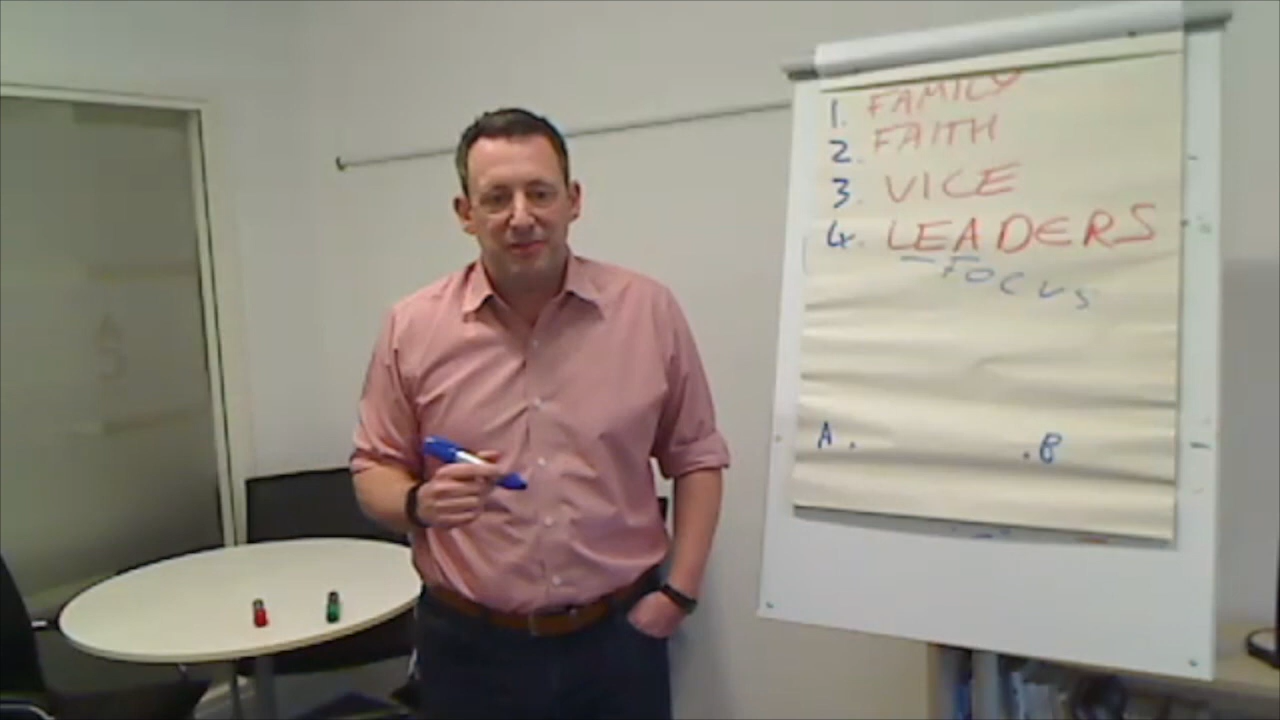 1. FAMILY
2. FAITH
3 VICE
4. LEADERS
FOCUS
A . . B